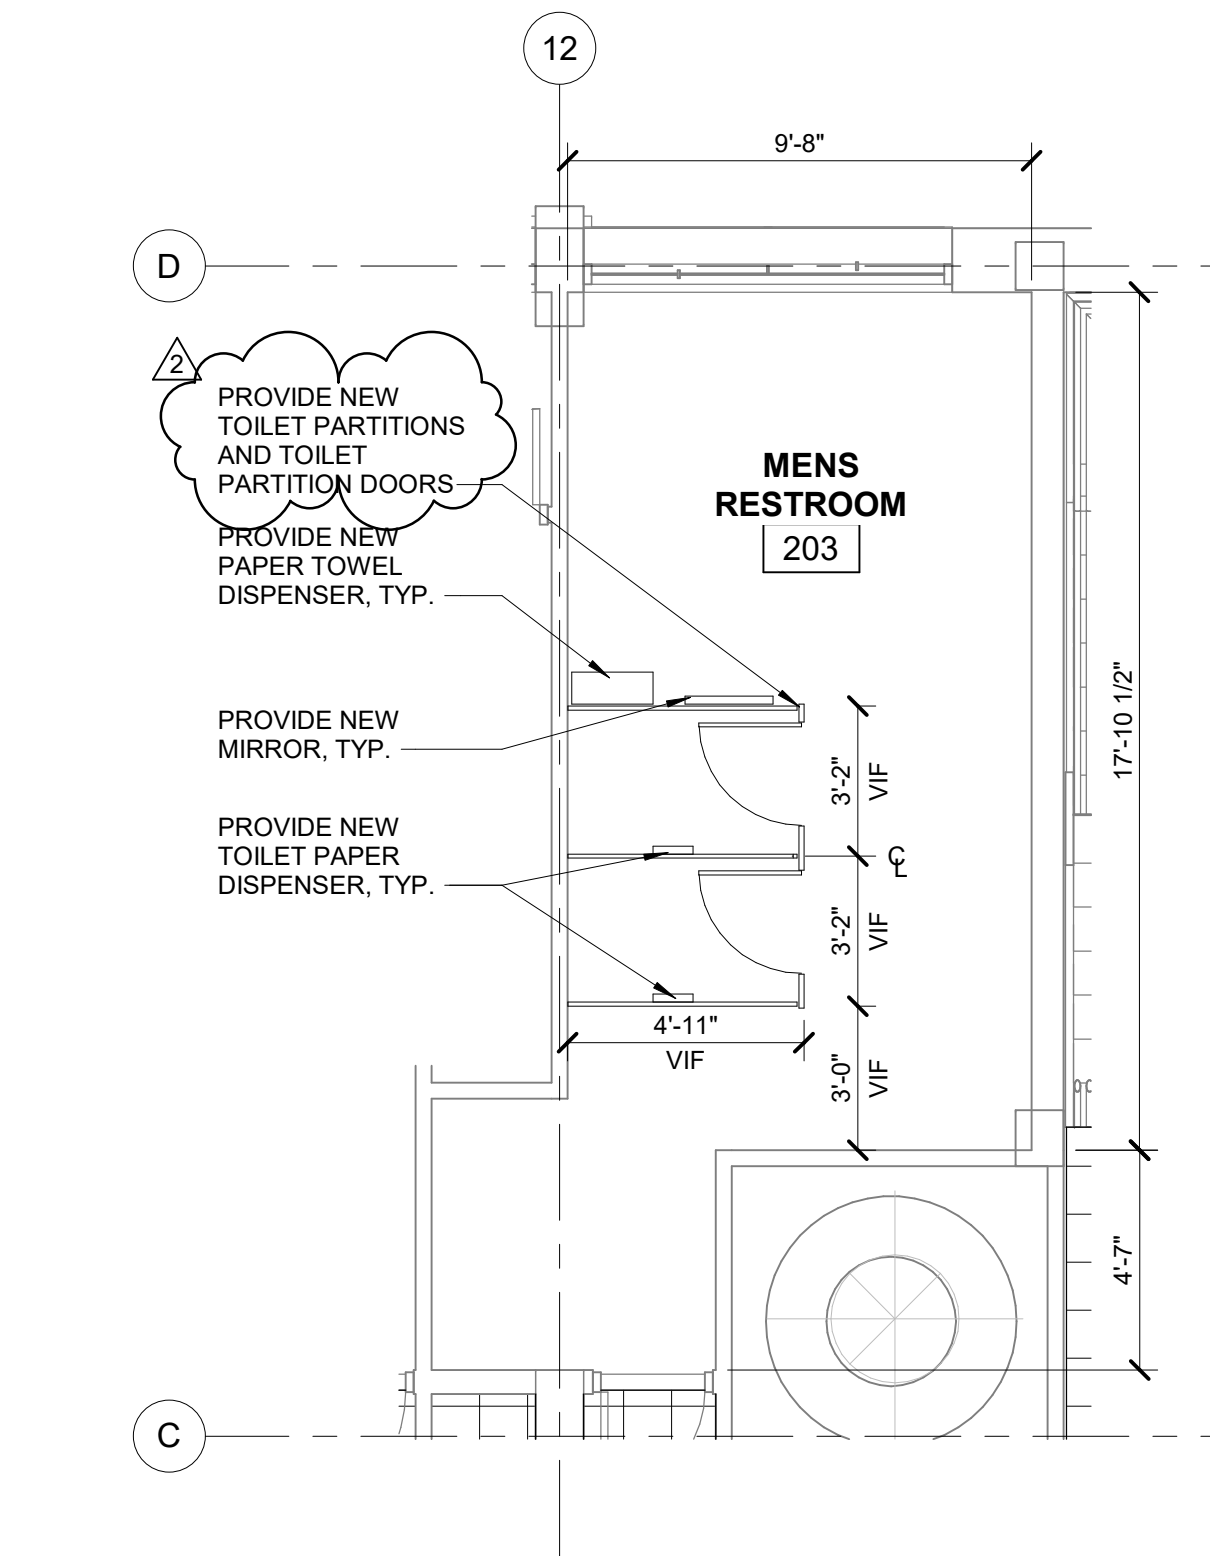 12
9'-8"
D
2
PROVIDE NEW
TOILET PARTITIONS
AND TOILET
PARTITION DOORS
MENS
RESTROOM
203
PROVIDE NEW
PAPER TOWEL
DISPENSER, TYP.
PROVIDE NEW
MIRROR, TYP.
PROVIDE NEW
TOILET PAPER
DISPENSER, TYP.
3'-2"
VIF
CL
3'-2"
VIF
4'-11"
VIF
3'-0"
VIF
17'-10 1/2"
4'-7"
C